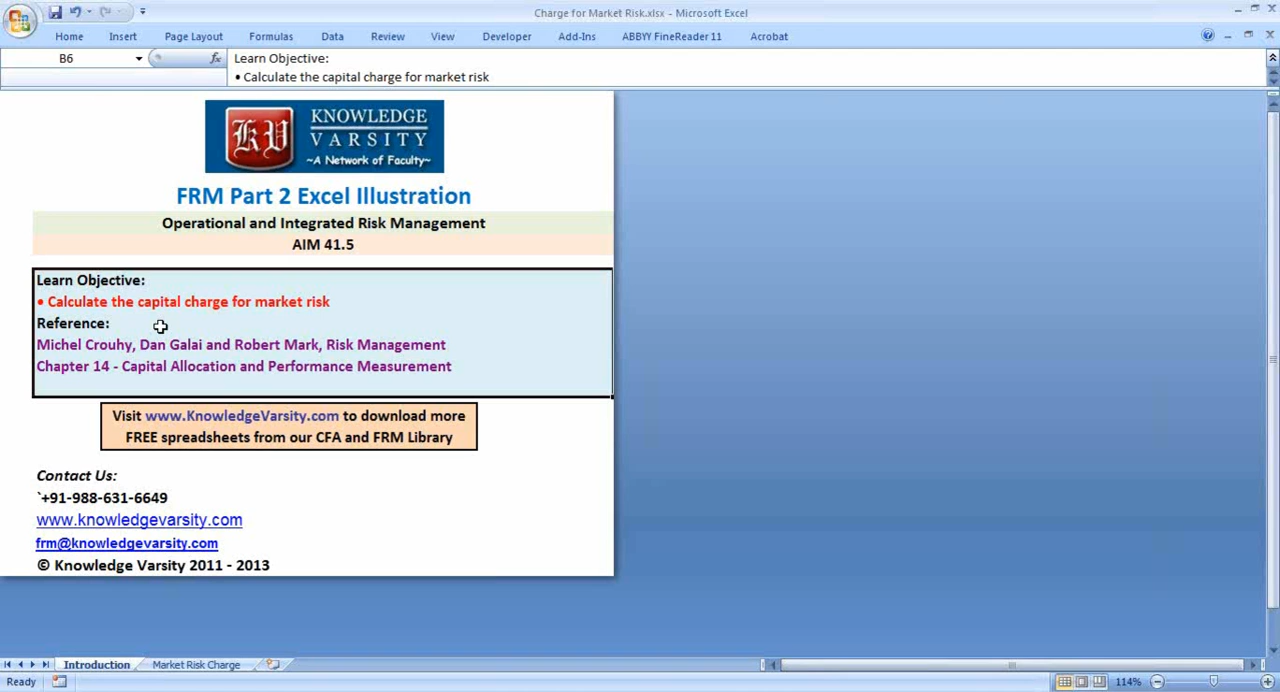 Charge for Market Risk.xlsx - Microsoft Excel
Home Insert Page Layout Formulas Data Review View Developer Add-Ins ABBYY FineReader 11 Acrobat
B6 fx Learn Objective:
• Calculate the capital charge for market risk
KV KNOWLEDGE
VARSITY
~A Network of Faculty~
FRM Part 2 Excel Illustration
Operational and Integrated Risk Management
AIM 41.5
Learn Objective:
• Calculate the capital charge for market risk
Reference:
Michel Crouhy, Dan Galai and Robert Mark, Risk Management
Chapter 14 - Capital Allocation and Performance Measurement
Visit www.KnowledgeVarsity.com to download more
FREE spreadsheets from our CFA and FRM Library
Contact Us:
`+91-988-631-6649
www.knowledgevarsity.com
frm@knowledgevarsity.com
© Knowledge Varsity 2011 - 2013
Introduction Market Risk Charge
Ready 114%